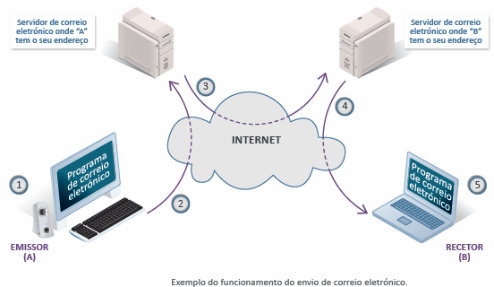 Servidor de correio
eletrónico onde "A"
tem o seu endereço
Servidor de correio
eletrónico onde "B"
tem o seu endereço
3
4
INTERNET
1
Programa
de correio
eletrónico
2
Programa
de correio
eletrónico
5
EMISSOR
(A)
RECETOR
(B)
Exemplo do funcionamento do envio de correio eletrónico.